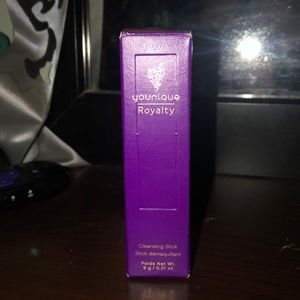 younique
Royalty
Cleansing Stick
Stick démaquillant
Poids Net Wt.
9 g / 0.31 oz